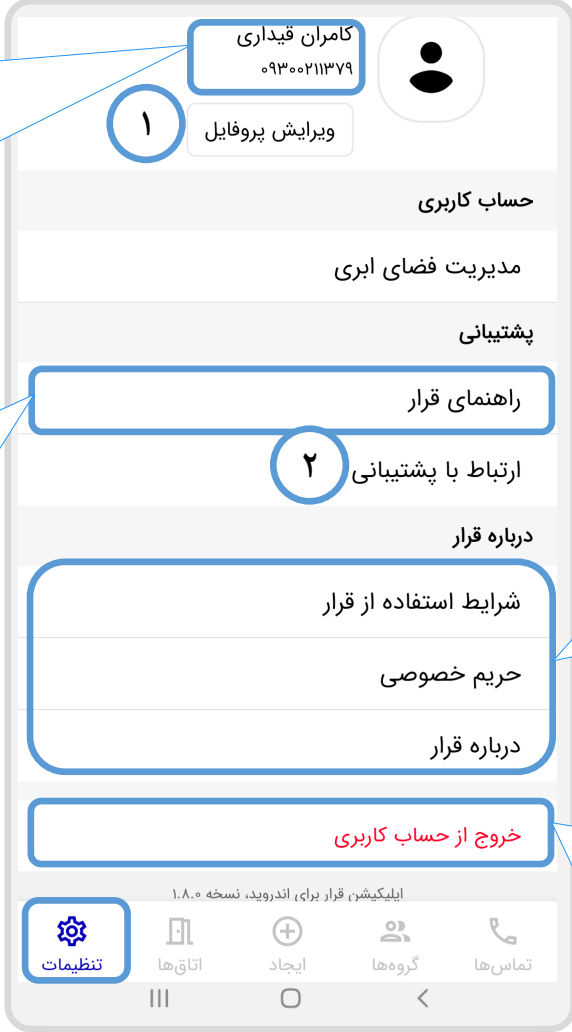 کامران قیداری
۰۹۳۰۰۲۱۱۳۷۹
ویرایش پروفایل
۱
حساب کاربری
مدیریت فضای ابری
پشتیبانی
راهنمای قرار
ارتباط با پشتیبانی
۲
درباره قرار
شرایط استفاده از قرار
حریم خصوصی
درباره قرار
خروج از حساب کاربری
اپلیکیشن قرار برای اندروید، نسخه ۱.۸.۰
تماس‌ها
گروه‌ها
ایجاد
اتاق‌ها
تنظیمات